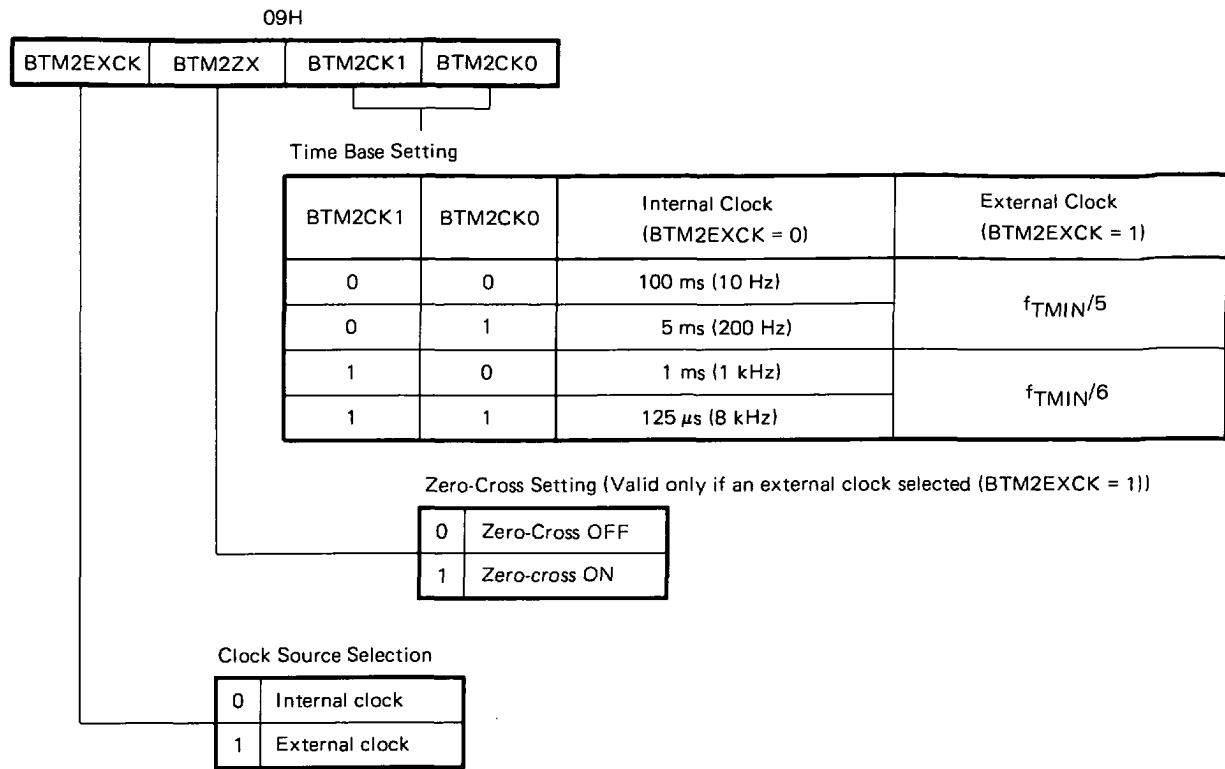 09H
BTM2EXCK BTM2ZX BTM2CK1 BTM2CK0
Time Base Setting
BTM2CK1 BTM2CK0 Internal Clock (BTM2EXCK = 0) External Clock (BTM2EXCK = 1)
0 0 100 ms (10 Hz) fTMIN/5
0 1 5 ms (200 Hz)
1 0 1 ms (1 kHz) fTMIN/6
1 1 125 μs (8 kHz)
Zero-Cross Setting (Valid only if an external clock selected (BTM2EXCK = 1))
0 Zero-Cross OFF
1 Zero-cross ON
Clock Source Selection
0 Internal clock
1 External clock